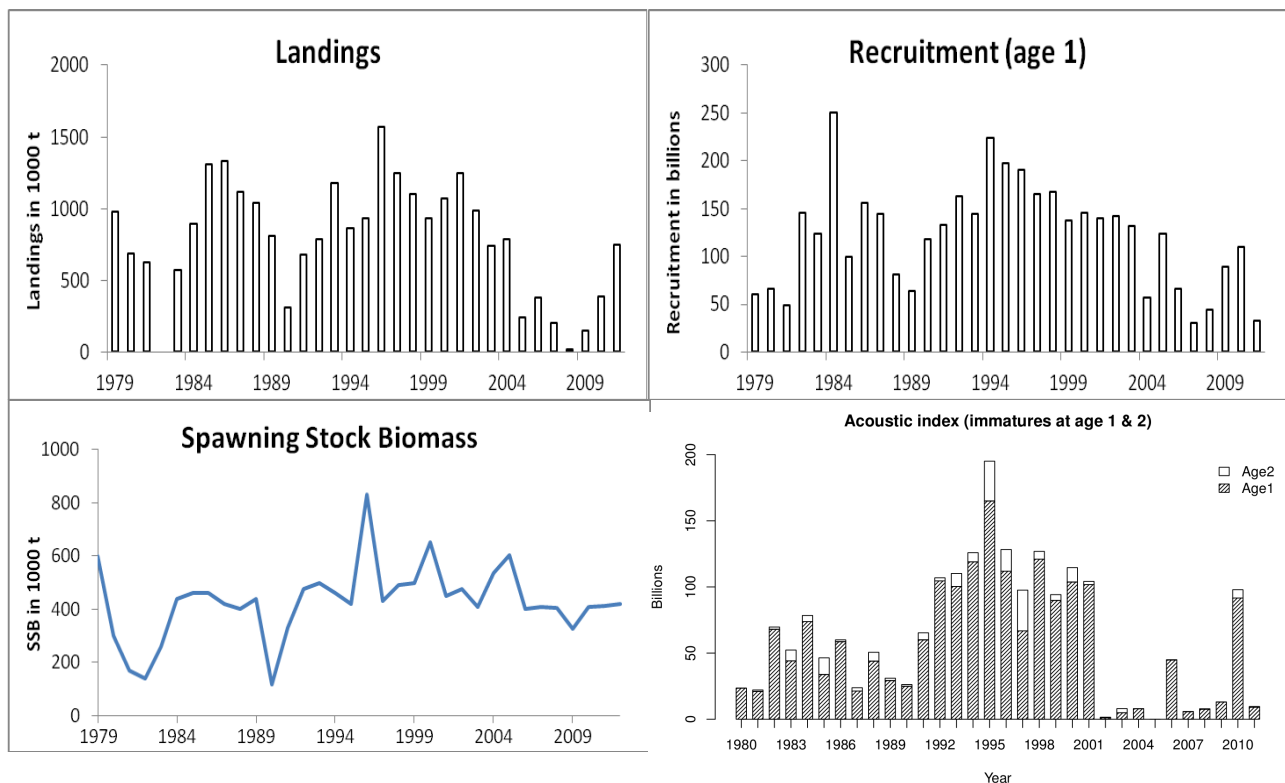 Landings
Landings in 1000 t
2000
1500
1000
500
0
1979 1984 1989 1994 1999 2004 2009
Recruitment (age 1)
Recruitment in billions
300
250
200
150
100
50
0
1979 1984 1989 1994 1999 2004 2009
Spawning Stock Biomass
SSB in 1000 t
1000
800
600
400
200
0
1979 1984 1989 1994 1999 2004 2009
Acoustic index (immatures at age 1 & 2)
Billions
200
150
100
50
0
Age2
Age1
1980 1983 1986 1989 1992 1995 1998 2001 2004 2007 2010
Year